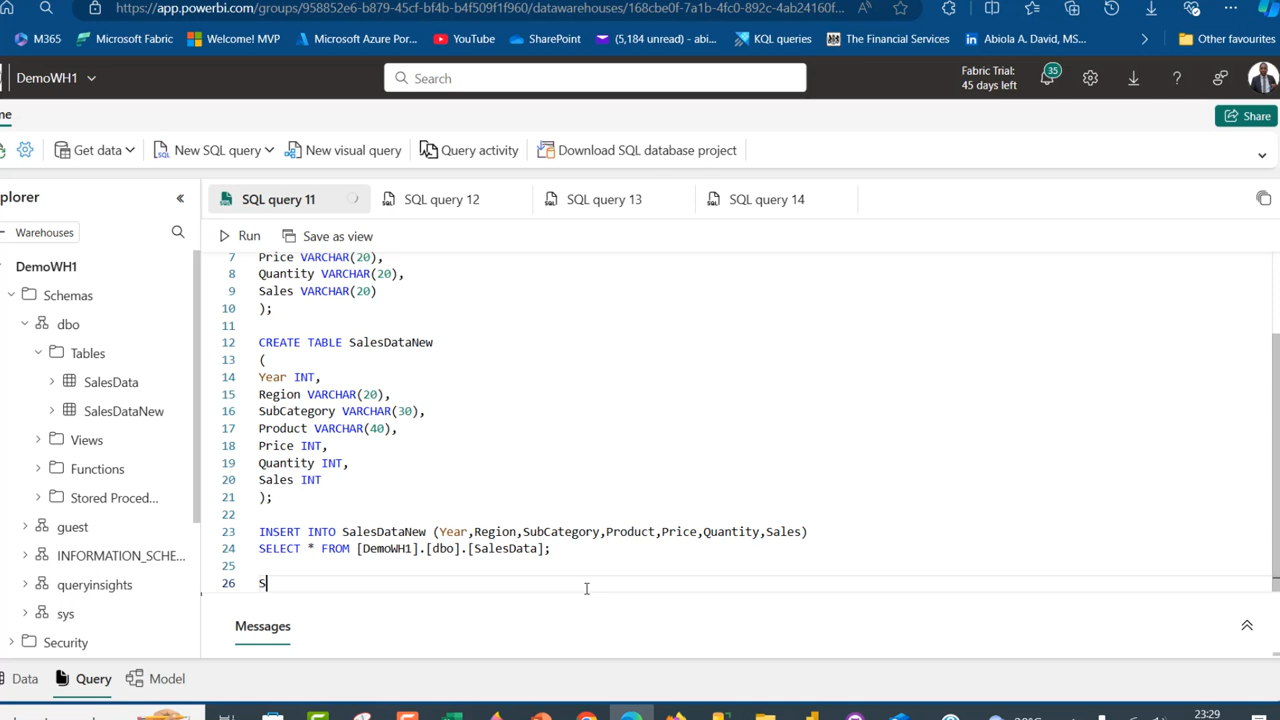 https://app.powerbi.com/groups/958852e6-b879-45cf-bf4b-b4f509f1f960/datawarehouses/168cbe0f-7c1a-4fc0-892c-4ab24160f...
M365
Microsoft Fabric
Welcome! MVP
Microsoft Azure Por...
YouTube
SharePoint
(5,184 unread) - abi...
KQL queries
The Financial Services
Abiola A. David, MS...
Other favourites
DemoWH1
Search
Fabric Trial:
45 days left
35
me
Share
Get data
New SQL query
New visual query
Query activity
Download SQL database project
plorer
SQL query 11
SQL query 12
SQL query 13
SQL query 14
Warehouses
Run
Save as view
DemoWH1
Schemas
dbo
Tables
SalesData
SalesDataNew
Views
Functions
Stored Proced...
guest
INFORMATION_SCHE...
queryinsights
sys
Security
7 Price VARCHAR(20),
8 Quantity VARCHAR(20),
9 Sales VARCHAR(20)
10 );
11
12 CREATE TABLE SalesDataNew
13 (
14 Year INT,
15 Region VARCHAR(20),
16 SubCategory VARCHAR(30),
17 Product VARCHAR(40),
18 Price INT,
19 Quantity INT,
20 Sales INT
21 );
22
23 INSERT INTO SalesDataNew (Year,Region,SubCategory,Product,Price,Quantity,Sales)
24 SELECT * FROM [DemoWH1].[dbo].[SalesData];
25
26 S
Messages
Data
Query
Model
23:29